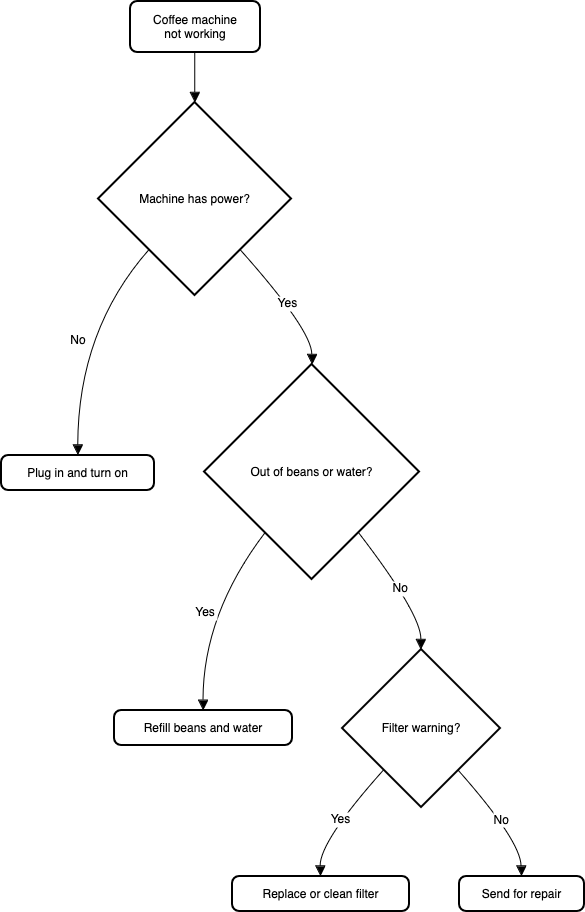 Coffee machine
not working
Machine has power?
Yes
No
Out of beans or water?
Plug in and turn on
No
Yes
Refill beans and water
Filter warning?
Yes
No
Replace or clean filter
Send for repair